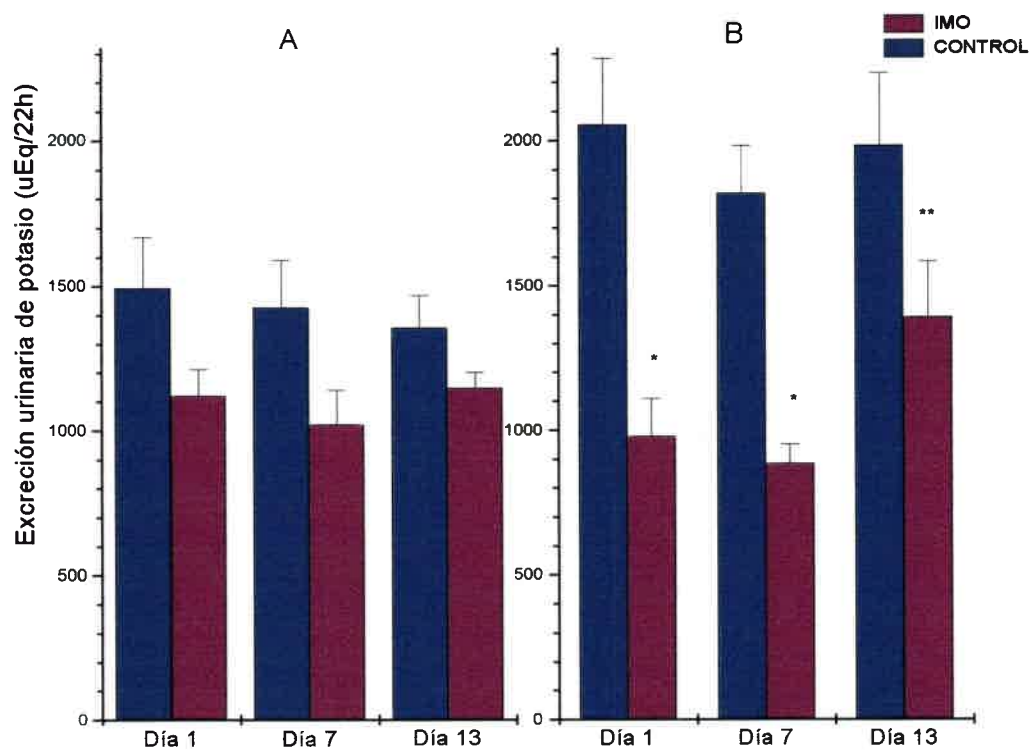 A
B
IMO
CONTROL
Excreción urinaria de potasio (uEq/22h)
2000
1500
1000
500
0
Día 1
Día 7
Día 13
2000
1500
1000
500
0
*
*
**
Día 1
Día 7
Día 13